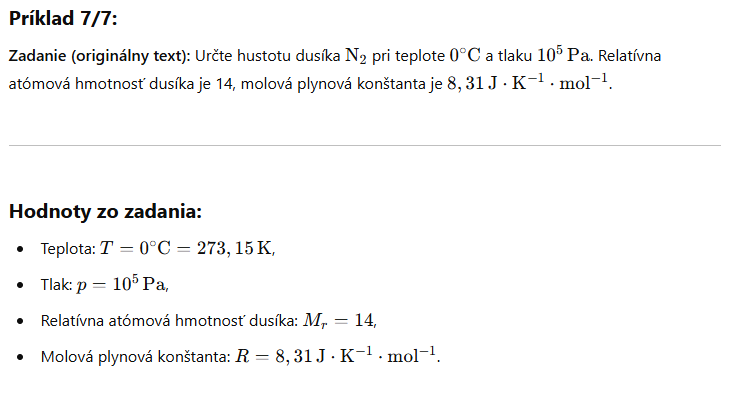 Príklad 7/7:
Zadanie (originálny text): Určte hustotu dusíka N₂ pri teplote 0°C a tlaku 10⁵ Pa. Relatívna
atómová hmotnosť dusíka je 14, molová plynová konštanta je 8, 31 J · K⁻¹ · mol⁻¹.
Hodnoty zo zadania:
• Teplota: T = 0°C = 273, 15 K,
• Tlak: p = 10⁵ Pa,
• Relatívna atómová hmotnosť dusíka: Mᵣ = 14,
• Molová plynová konštanta: R = 8, 31 J · K⁻¹ · mol⁻¹.